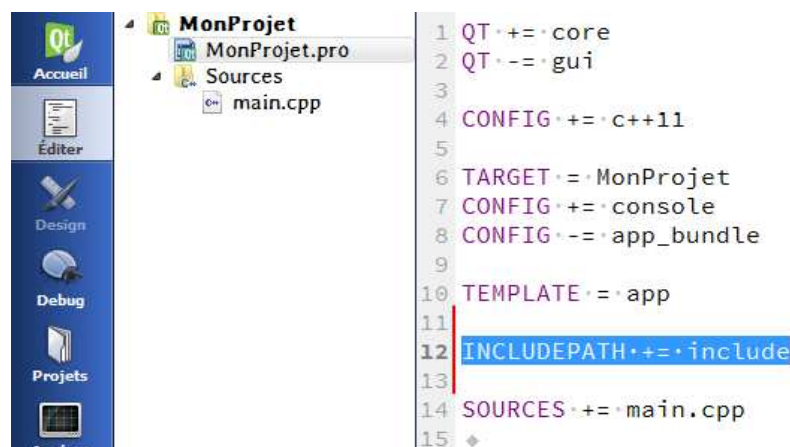 Qt
Accueil
Éditer
Design
Debug
Projets
MonProjet
MonProjet.pro
Sources
main.cpp
1 QT += core
2 QT -= gui
3
4 CONFIG += c++11
5
6 TARGET = MonProjet
7 CONFIG += console
8 CONFIG -= app_bundle
9
10 TEMPLATE = app
11
12 INCLUDEPATH += include
13
14 SOURCES += main.cpp
15